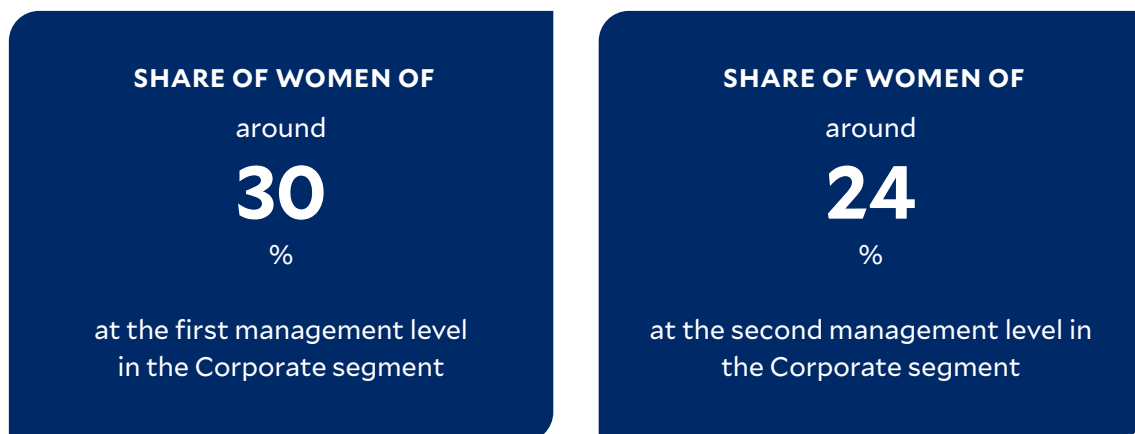 SHARE OF WOMEN OF
around
30
%
at the first management level
in the Corporate segment
SHARE OF WOMEN OF
around
24
%
at the second management level in
the Corporate segment